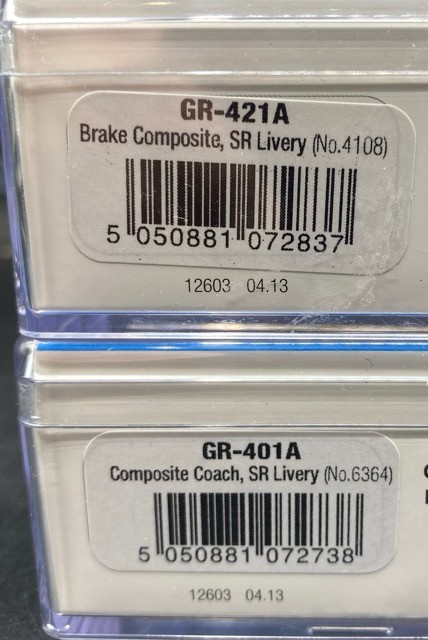 GR-421A
Brake Composite, SR Livery (No.4108)
5 050881 072837
12603 04.13
GR-401A
Composite Coach, SR Livery (No.6364)
5 050881 072738
12603 04.13